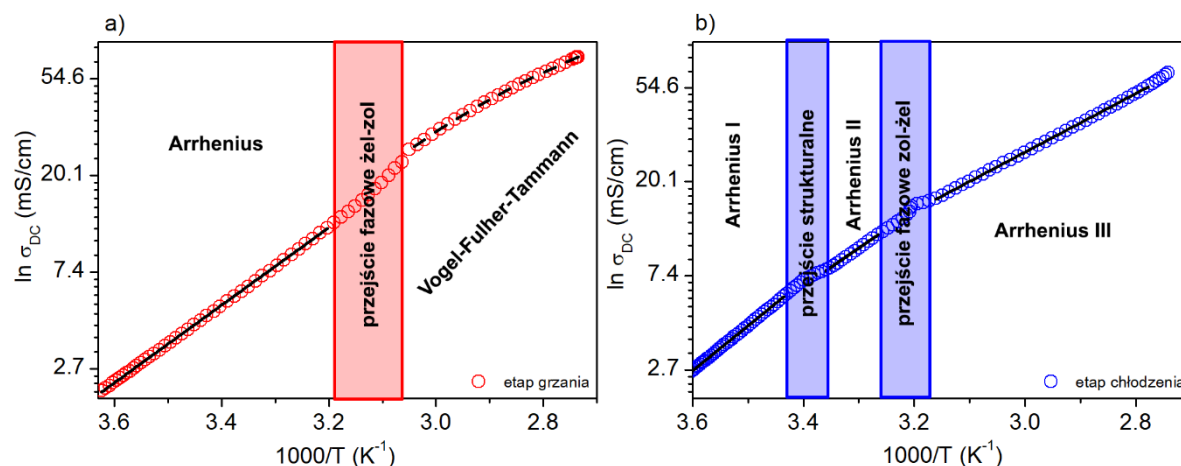 a)
ln σDC (mS/cm)
54.6
20.1
7.4
2.7
Arrhenius
przejście fazowe żel-zol
Vogel-Fulher-Tammann
etap grzania
3.6
3.4
3.2
3.0
2.8
1000/T (K⁻¹)
b)
ln σDC (mS/cm)
54.6
20.1
7.4
2.7
Arrhenius I
przejście strukturalne
Arrhenius II
przejście fazowe zol-żel
Arrhenius III
etap chłodzenia
3.6
3.4
3.2
3.0
2.8
1000/T (K⁻¹)